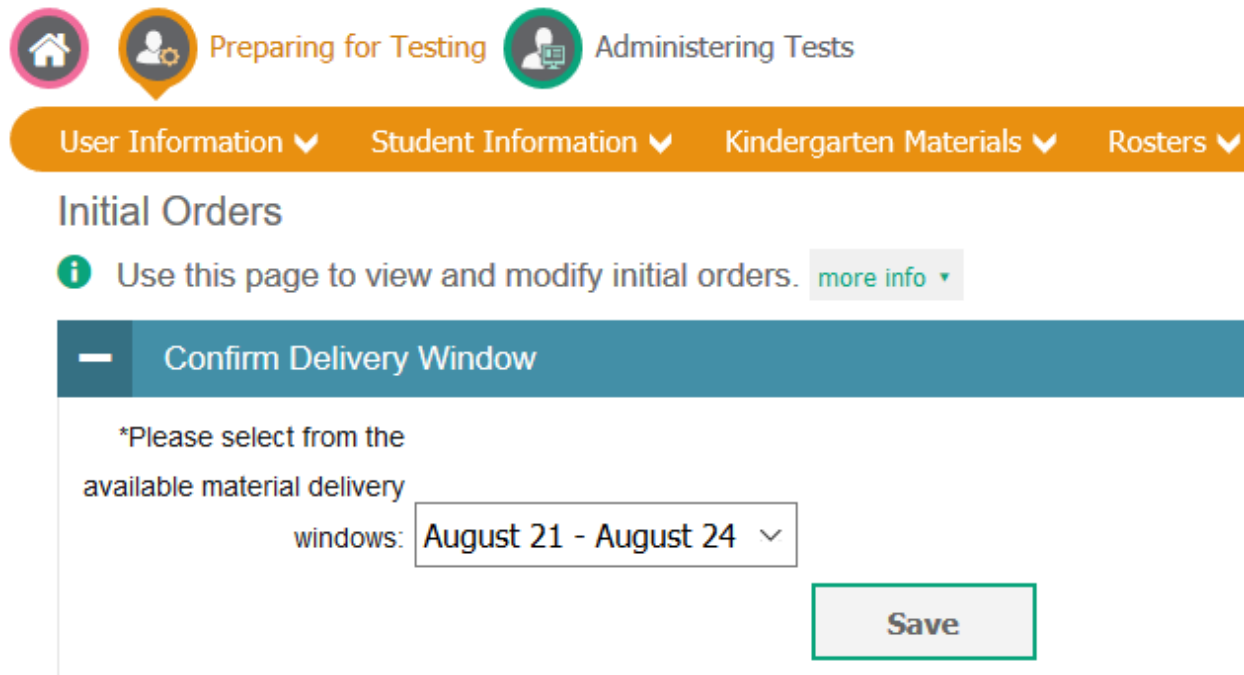 Preparing for Testing Administering Tests
User Information Student Information Kindergarten Materials Rosters
Initial Orders
Use this page to view and modify initial orders. more info
Confirm Delivery Window
*Please select from the
available material delivery
windows: August 21 - August 24
Save